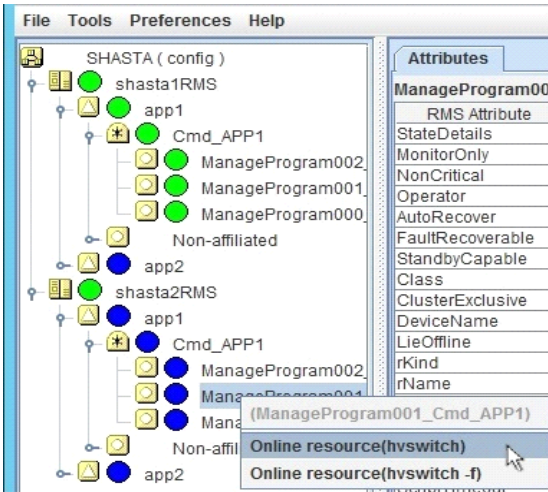 File Tools Preferences Help
SHASTA ( config )
shasta1RMS
app1
Cmd_APP1
ManageProgram002_
ManageProgram001_
ManageProgram000_
Non-affiliated
app2
shasta2RMS
app1
Cmd_APP1
ManageProgram002_
ManageProgram001
Mana
Non-affil
app2
Attributes
ManageProgram00
RMS Attribute
StateDetails
MonitorOnly
NonCritical
Operator
AutoRecover
FaultRecoverable
StandbyCapable
Class
ClusterExclusive
DeviceName
LieOffline
rKind
rName
(ManageProgram001_Cmd_APP1)
Online resource(hvswitch)
Online resource(hvswitch -f)